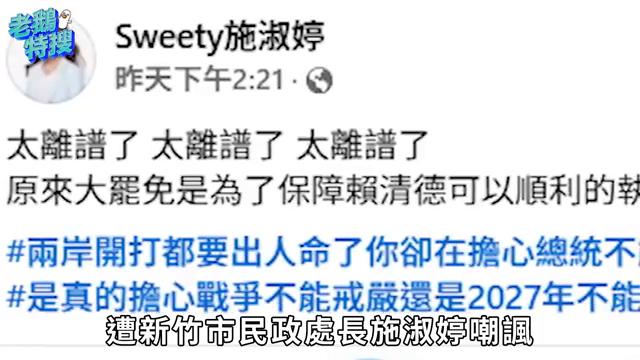 老鵝
特搜
Sweety施淑婷
昨天下午2:21
太離譜了 太離譜了 太離譜了
原來大罷免是為了保障賴清德可以順利的執
#兩岸開打都要出人命了你卻在擔心總統不能
#是真的擔心戰爭不能戒嚴還是2027年不能
遭新竹市民政處長施淑婷嘲諷